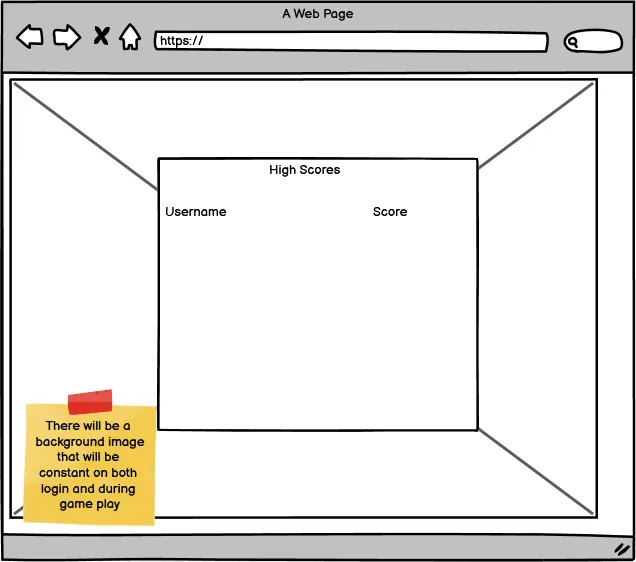 A Web Page
https://
High Scores
Username Score
There will be a
background image
that will be
constant on both
login and during
game play